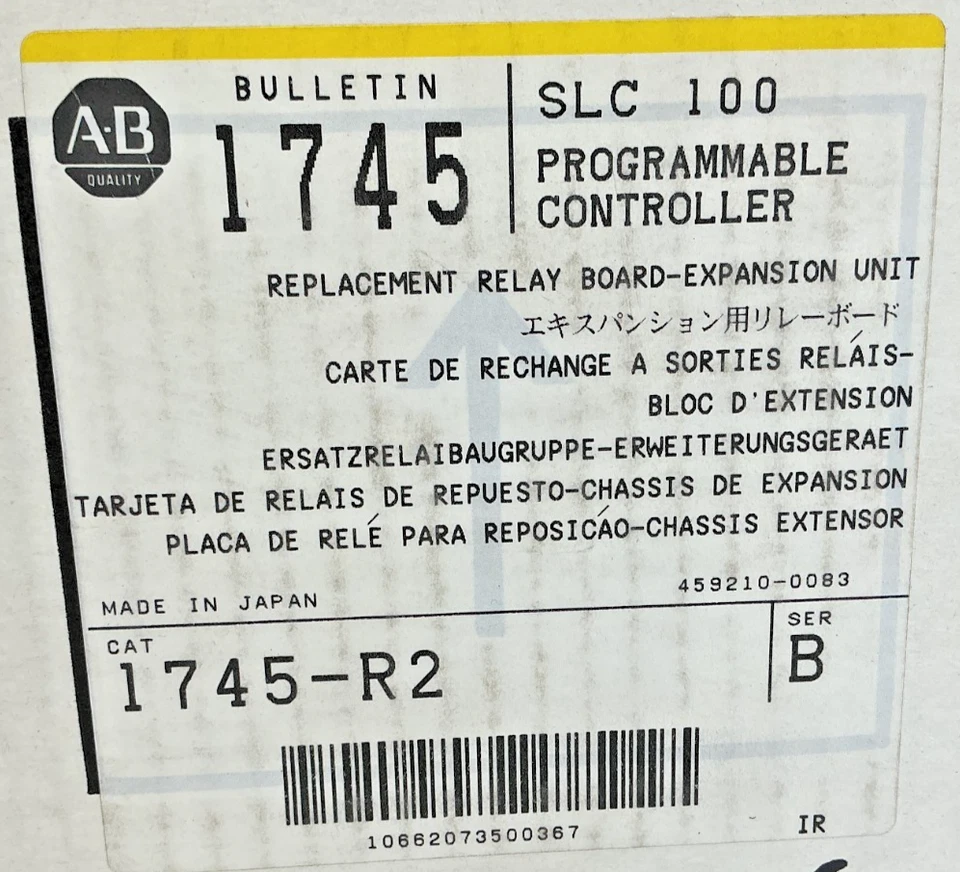 A·B
QUALITY
BULLETIN
1745
SLC 100
PROGRAMMABLE
CONTROLLER
REPLACEMENT RELAY BOARD-EXPANSION UNIT
エキスパンション用リレーボード
CARTE DE RECHANGE A SORTIES RELÁIS-
BLOC D'EXTENSION
ERSATZRELAIBAUGRUPPE-ERWEITERUNGSGERAET
TARJETA DE RELAIS DE REPUESTO-CHASSIS DE EXPANSION
PLACA DE RELÉ PARA REPOSICÁO-CHASSIS EXTENSOR
459210-0083
MADE IN JAPAN
CAT
1745-R2
SER
B
10662073500367
IR